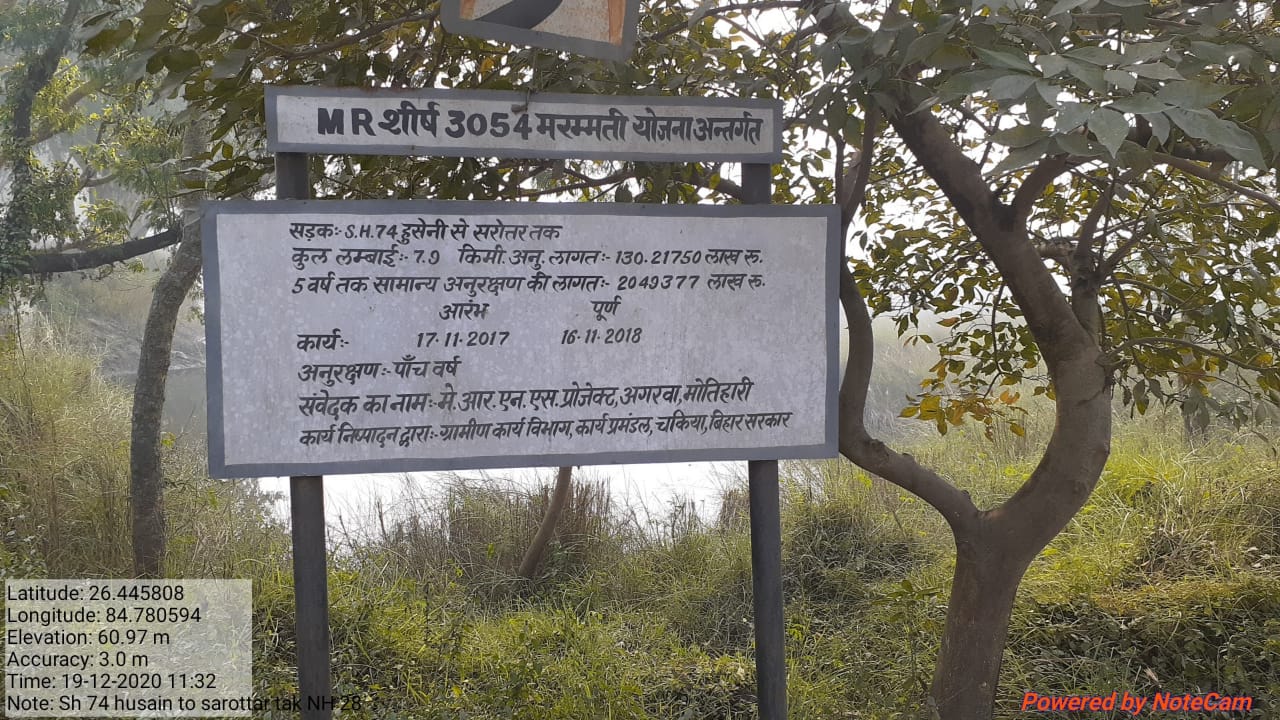 MR शीर्ष 3054 मरम्मती योजना अन्तर्गत
सड़कः- S.H.74 हुसेनी से सरोत्तर तक
कुल लम्बाईः- 7.9 किमी. अनु. लागतः- 130.21750 लाख रू.
5 वर्ष तक सामान्य अनुरक्षण की लागतः- 2049377 लाख रू.
आरंभ पूर्ण
कार्यः- 17-11-2017 16-11-2018
अनुरक्षणः- पाँच वर्ष
संवेदक का नामः- मे. आर. एन. एस. प्रोजेक्ट, अगरवा, मोतिहारी
कार्य निष्पादन द्वाराः- ग्रामीण कार्य विभाग, कार्य प्रमंडल, चकिया, बिहार सरकार
Latitude: 26.445808
Longitude: 84.780594
Elevation: 60.97 m
Accuracy: 3.0 m
Time: 19-12-2020 11:32
Note: Sh 74 husain to sarottar tak NH 28
Powered by NoteCam